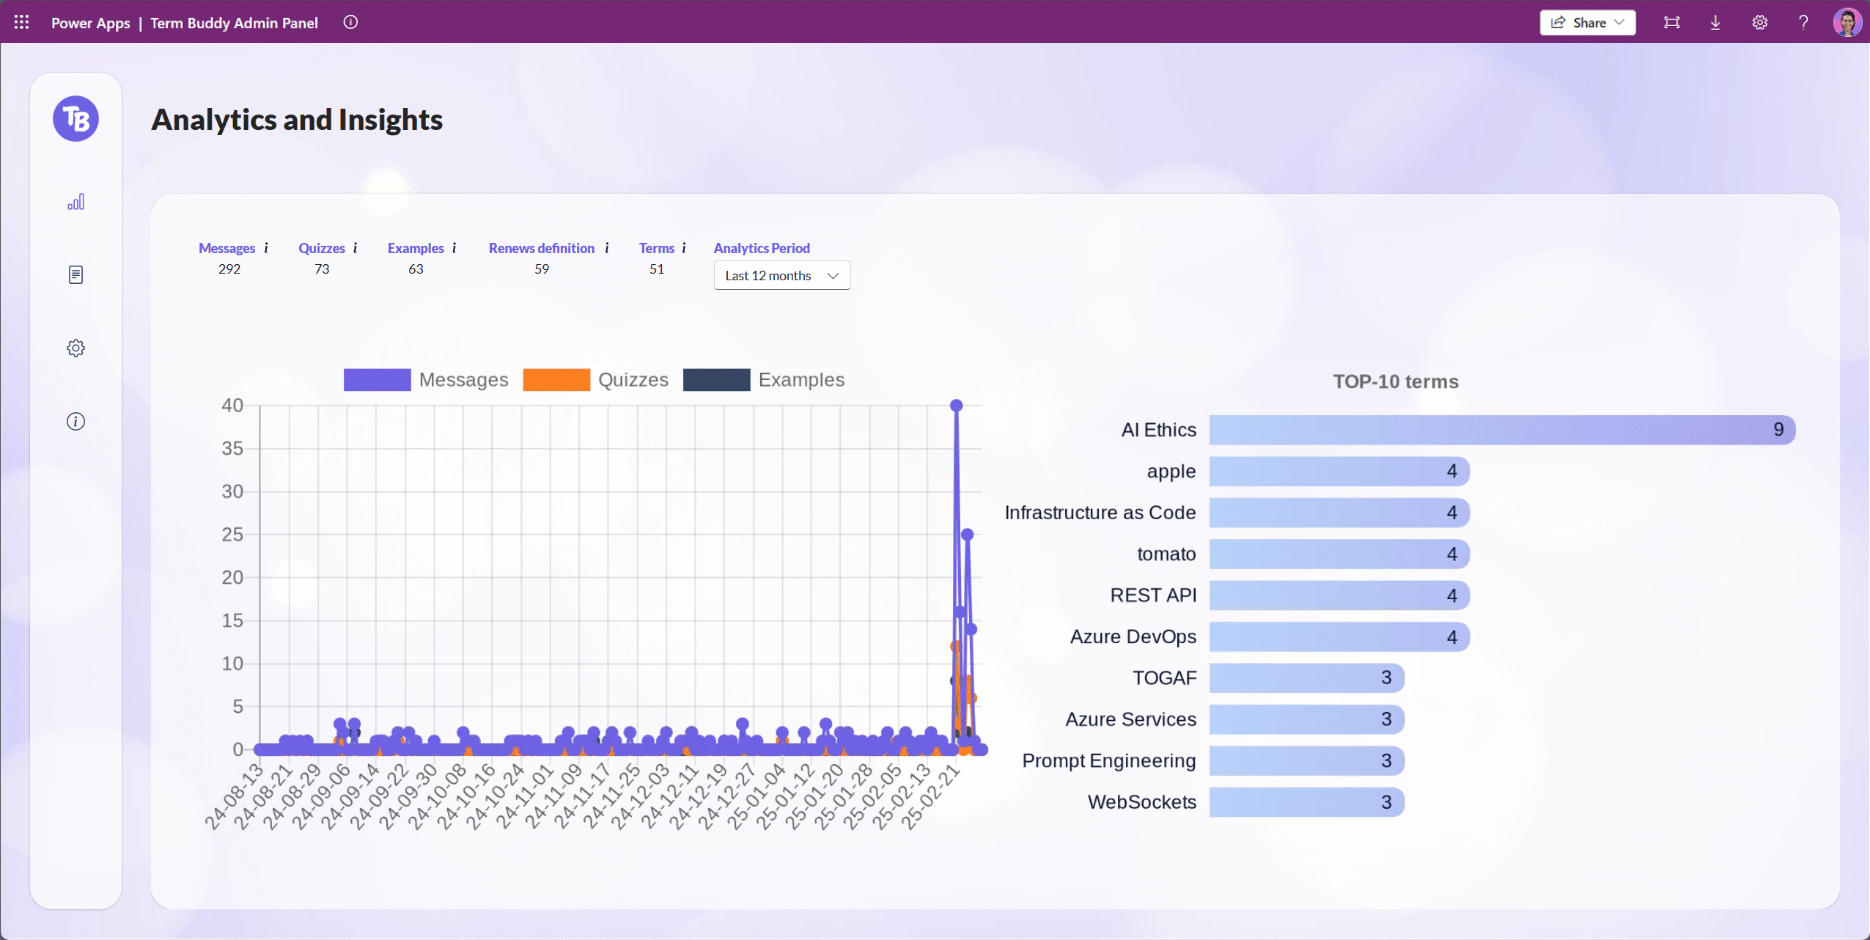 Power Apps | Term Buddy Admin Panel
Share
?
TB
Analytics and Insights
Messages i Quizzes i Examples i Renews definition i Terms i Analytics Period
292 73 63 59 51 Last 12 months
Messages Quizzes Examples
40
35
30
25
20
15
10
5
0
24-08-13 24-08-21 24-08-29 24-09-06 24-09-14 24-09-22 24-09-30 24-10-08 24-10-16 24-10-24 24-11-01 24-11-09 24-11-17 24-11-25 24-12-03 24-12-11 24-12-19 24-12-27 25-01-04 25-01-12 25-01-20 25-01-28 25-02-05 25-02-13 25-02-21
TOP-10 terms
AI Ethics 9
apple 4
Infrastructure as Code 4
tomato 4
REST API 4
Azure DevOps 4
TOGAF 3
Azure Services 3
Prompt Engineering 3
WebSockets 3